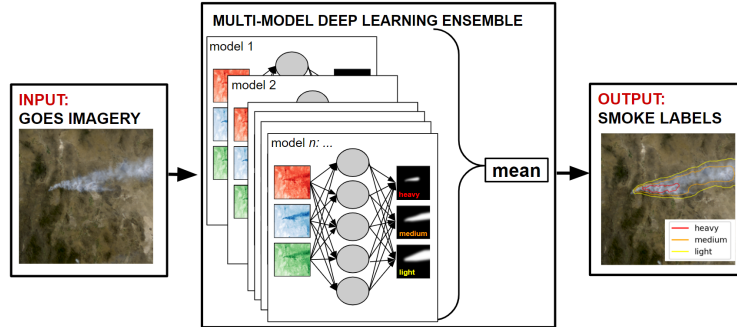 MULTI-MODEL DEEP LEARNING ENSEMBLE
INPUT:
GOES IMAGERY
model 1
model 2
model n: ...
heavy
medium
light
mean
OUTPUT:
SMOKE LABELS
heavy
medium
light